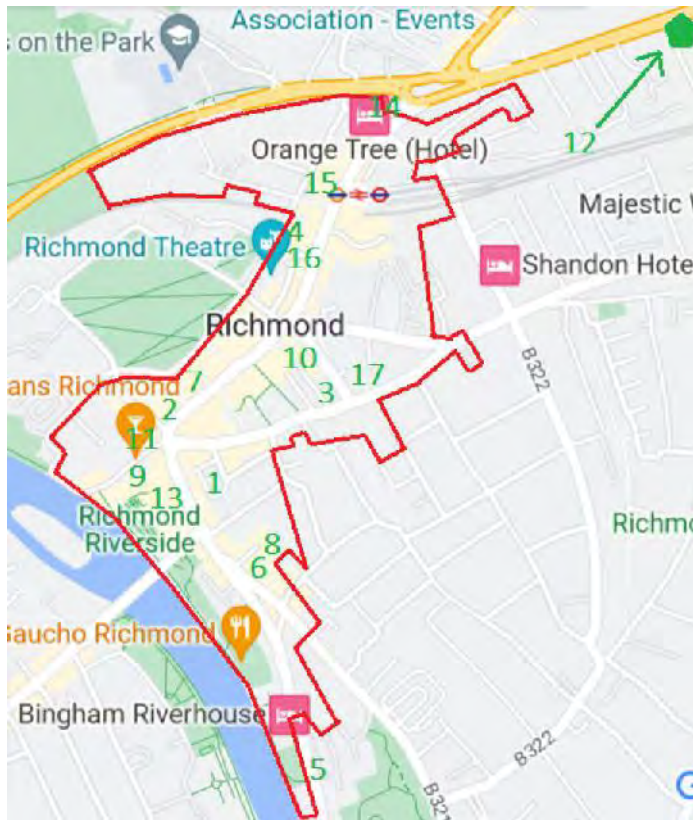 Association - Events
s on the Park
14
12
Orange Tree (Hotel)
15
Majestic W
4
Richmond Theatre
16
Shandon Hote
Richmond
B322
10
17
7
ans Richmond
3
2
11
9
1
13
Richmond
Riverside
Richmo
8
6
Gaucho Richmond
Bingham Riverhouse
B322
5
B321
G